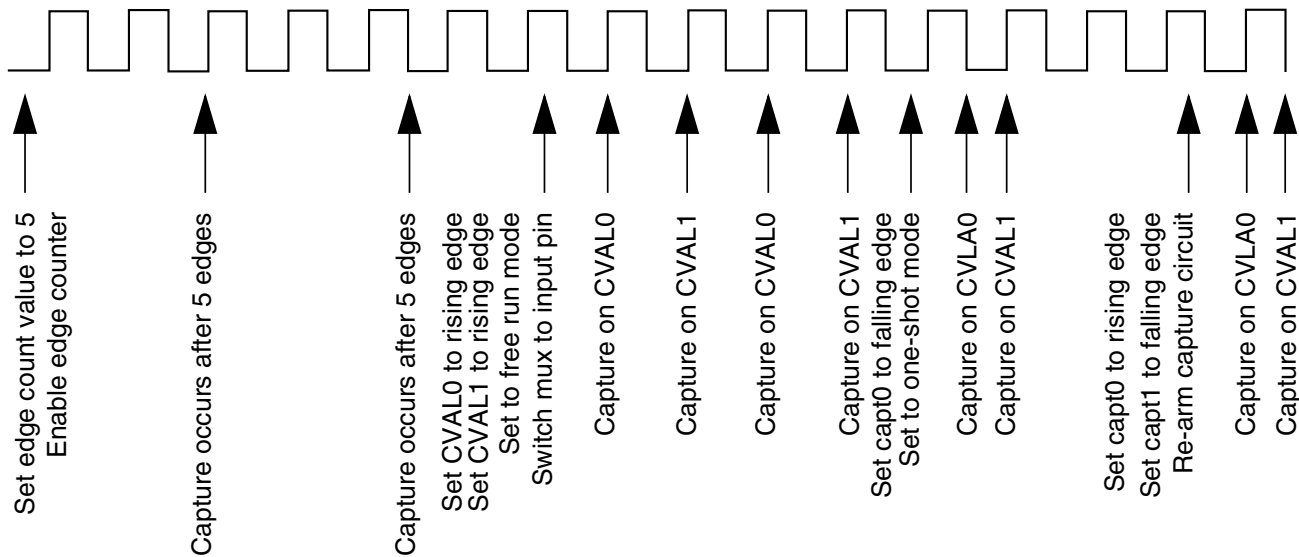 Set edge count value to 5
Enable edge counter
Capture occurs after 5 edges
Capture occurs after 5 edges
Set CVAL0 to rising edge
Set CVAL1 to rising edge
Set to free run mode
Switch mux to input pin
Capture on CVAL0
Capture on CVAL1
Capture on CVAL0
Capture on CVAL1
Set capt0 to falling edge
Set to one-shot mode
Capture on CVLA0
Capture on CVAL1
Set capt0 to rising edge
Set capt1 to falling edge
Re-arm capture circuit
Capture on CVLA0
Capture on CVAL1